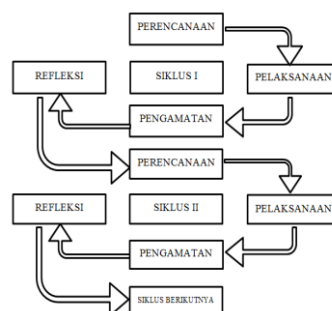 PERENCANAAN
REFLEKSI
SIKLUS I
PELAKSANAAN
PENGAMATAN
PERENCANAAN
REFLEKSI
SIKLUS II
PELAKSANAAN
PENGAMATAN
SIKLUS BERIKUTNYA